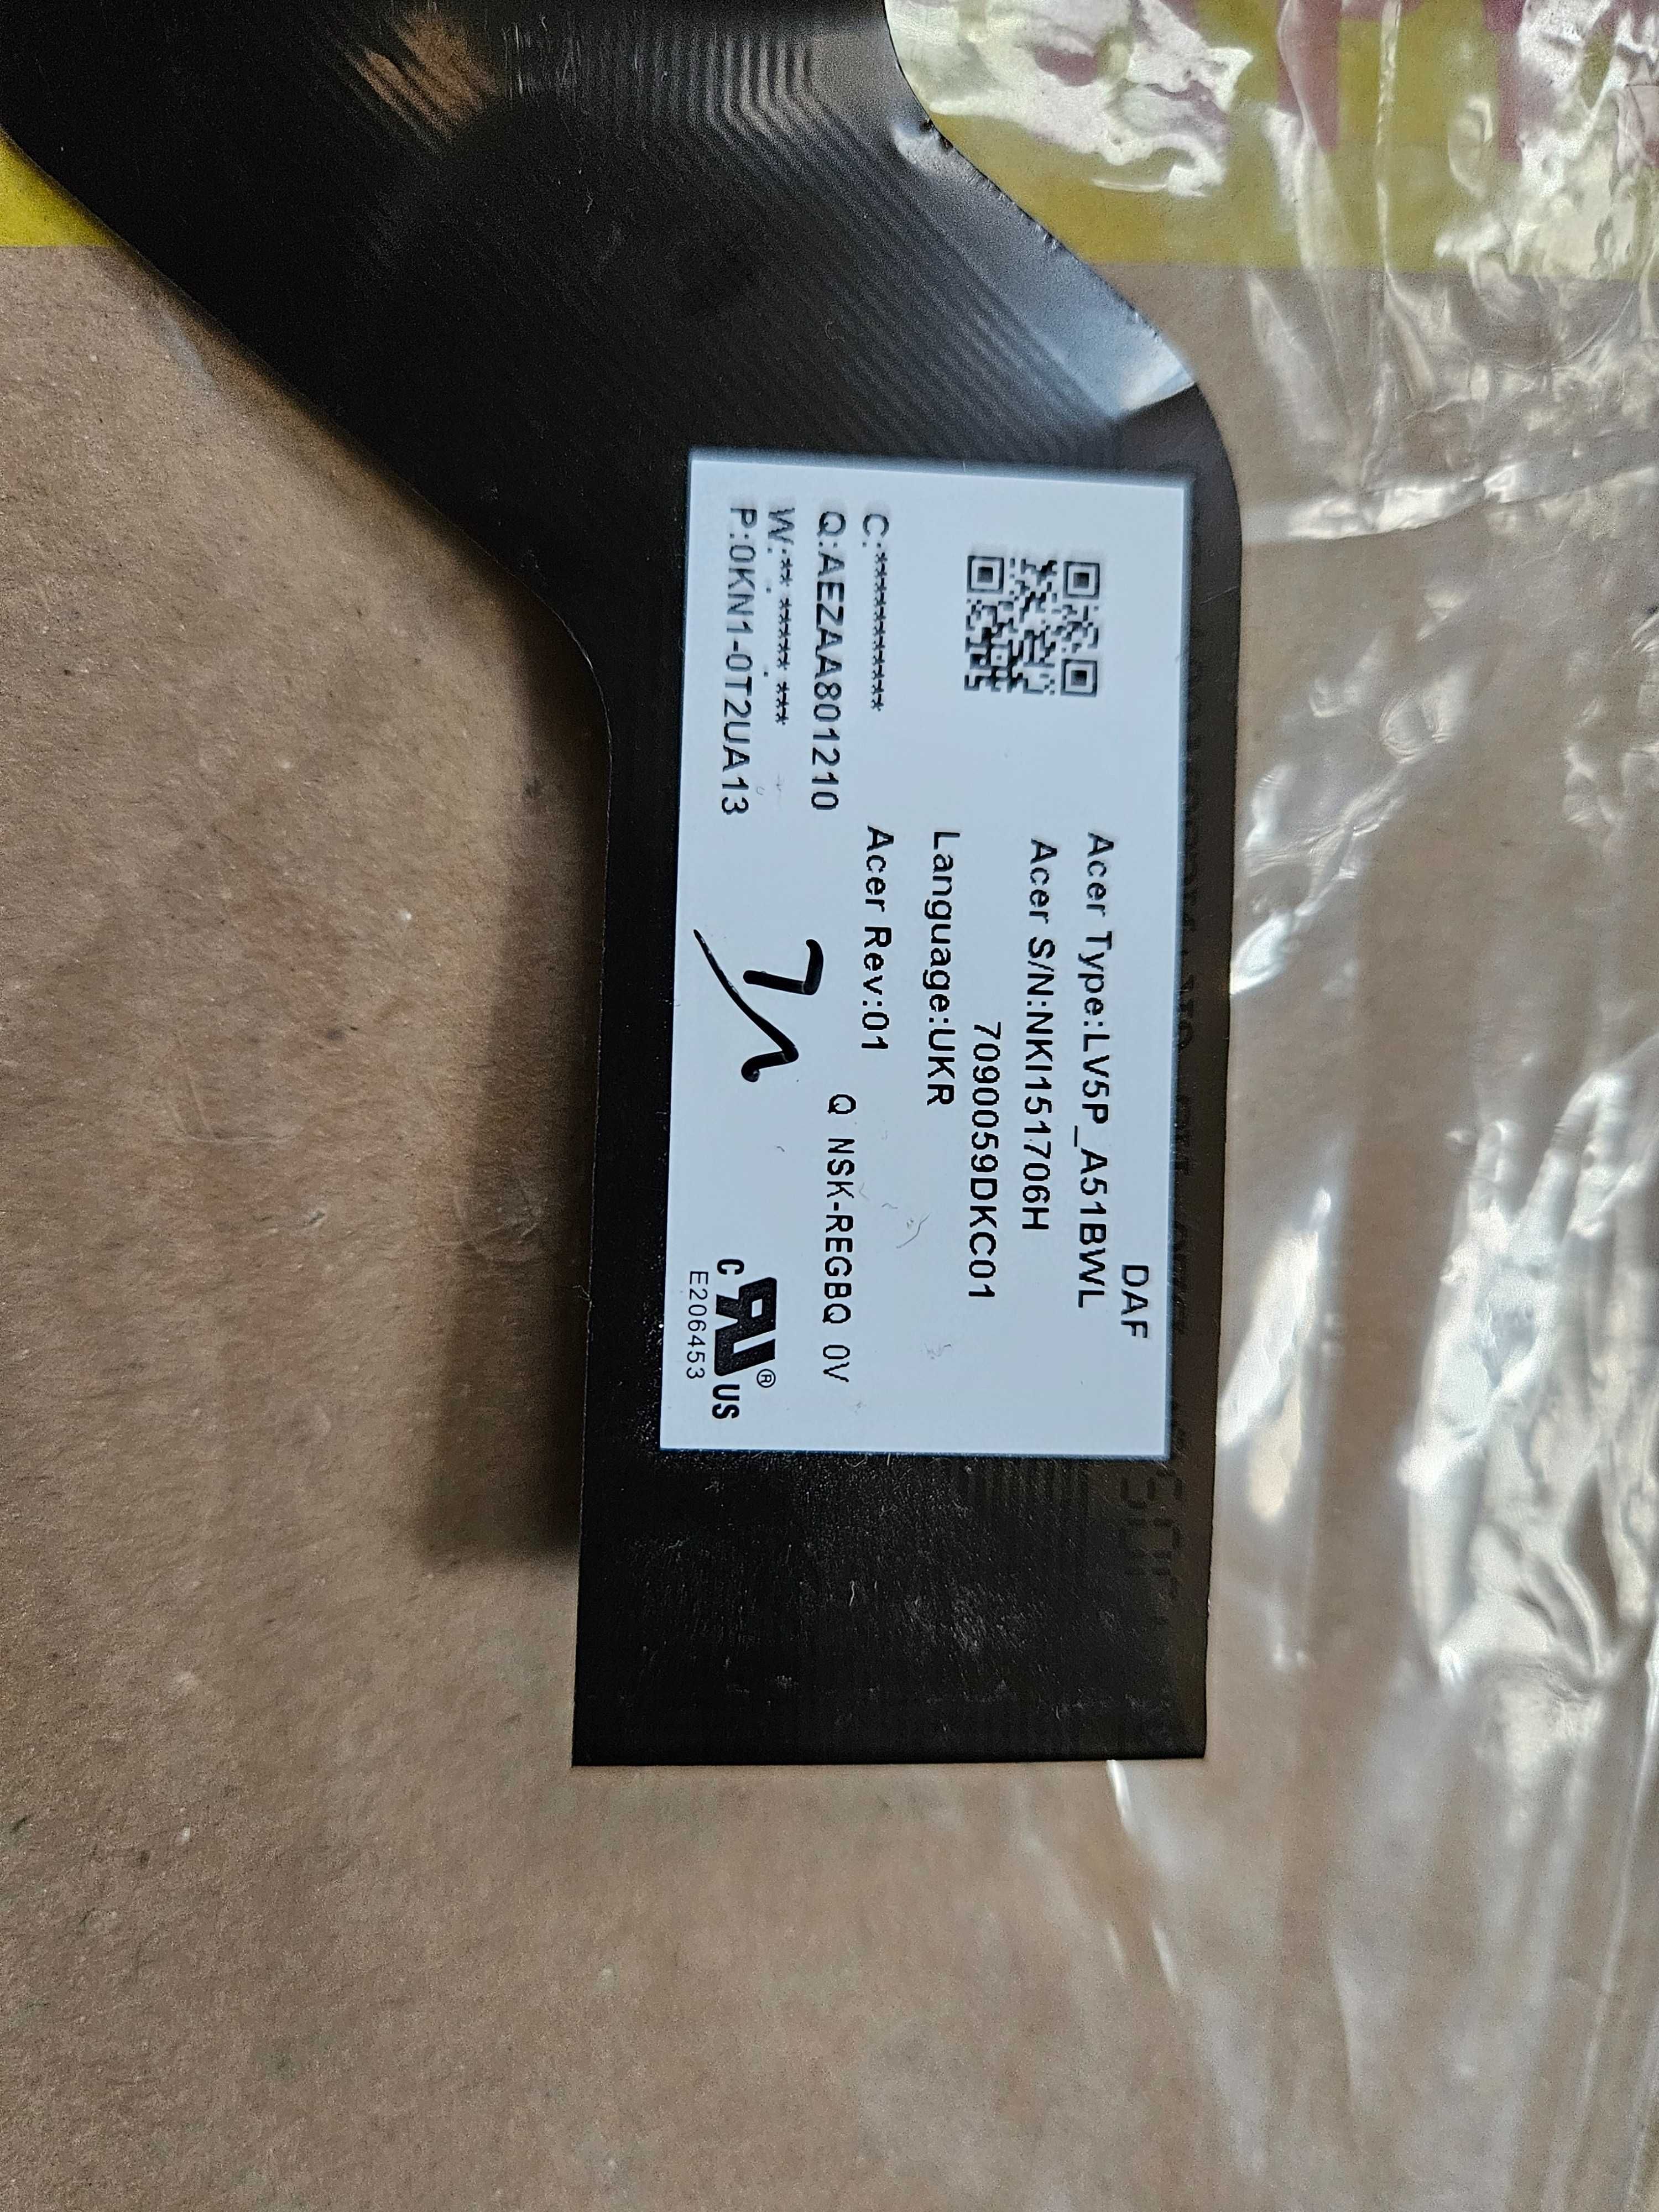 DAF
Acer Type:LV5P_A51BWL
Acer S/N:NKI151706H
7090059DKC01
Language:UKR
Acer Rev:01
C:***********
Q:AEZAA801210
Q NSK-REGBQ 0V
W:** ***** ***
P:0KN1-0T2UA13
c RU US ®
E206453